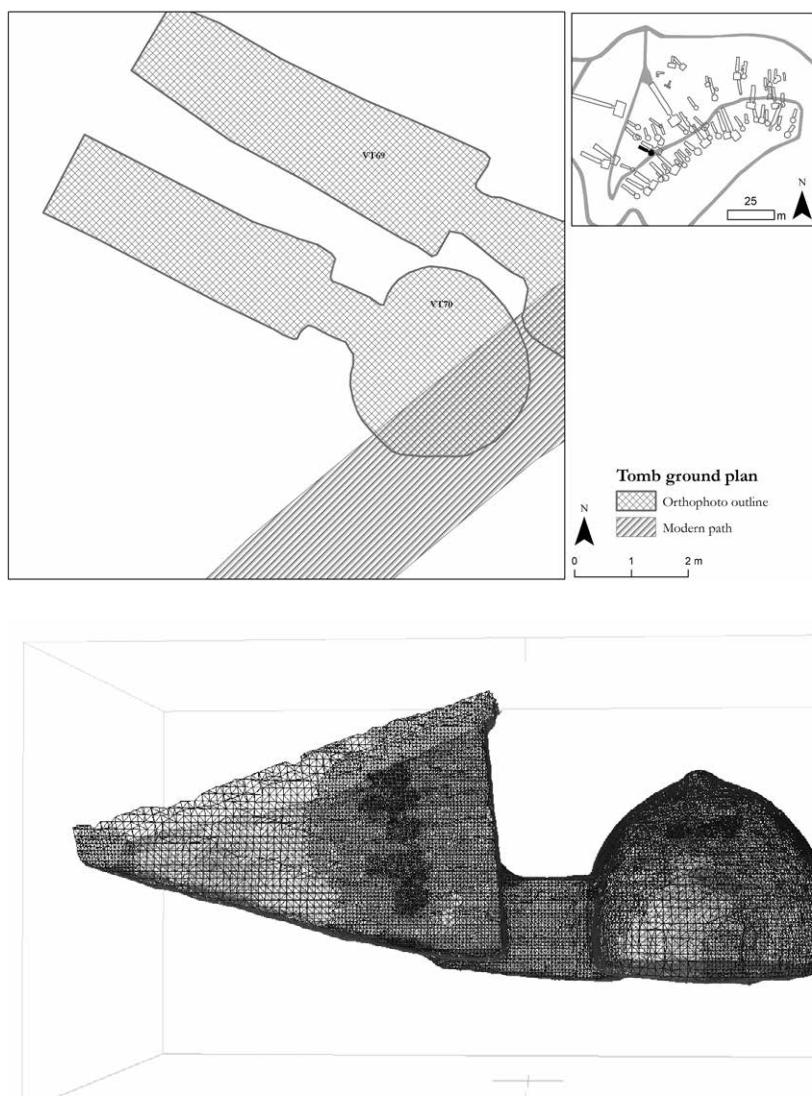 VT69
VT70
N
25
m
Tomb ground plan
Orthophoto outline
Modern path
N
0 1 2 m